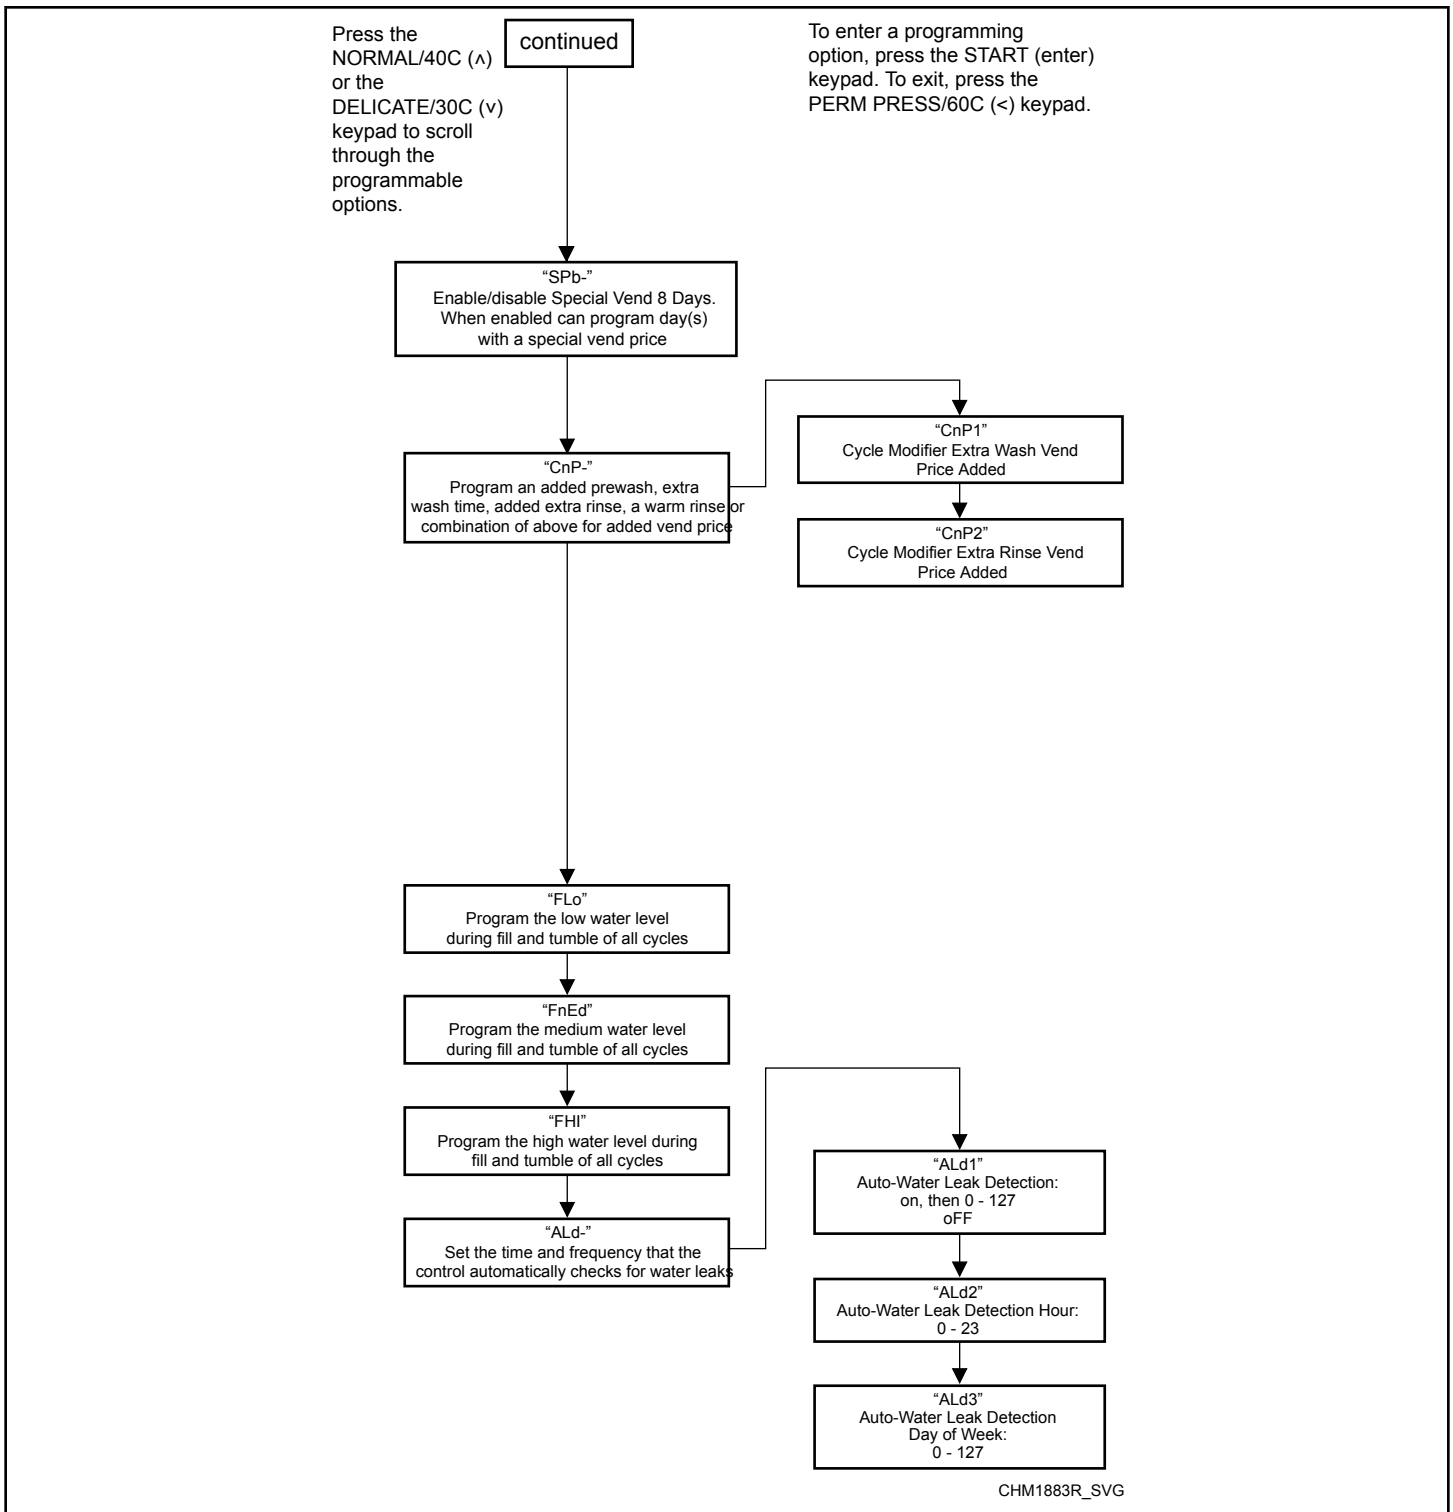 Press the
NORMAL/40C (ʌ)
or the
DELICATE/30C (v)
keypad to scroll
through the
programmable
options.
continued
To enter a programming
option, press the START (enter)
keypad. To exit, press the
PERM PRESS/60C (<) keypad.
“SPb-”
Enable/disable Special Vend 8 Days.
When enabled can program day(s)
with a special vend price
“CnP-”
Program an added prewash, extra
wash time, added extra rinse, a warm rinse or
combination of above for added vend price
“CnP1”
Cycle Modifier Extra Wash Vend
Price Added
“CnP2”
Cycle Modifier Extra Rinse Vend
Price Added
“FLo”
Program the low water level
during fill and tumble of all cycles
“FnEd”
Program the medium water level
during fill and tumble of all cycles
“FHI”
Program the high water level during
fill and tumble of all cycles
“ALd-”
Set the time and frequency that the
control automatically checks for water leaks
“ALd1”
Auto-Water Leak Detection:
on, then 0 - 127
oFF
“ALd2”
Auto-Water Leak Detection Hour:
0 - 23
“ALd3”
Auto-Water Leak Detection
Day of Week:
0 - 127
CHM1883R_SVG